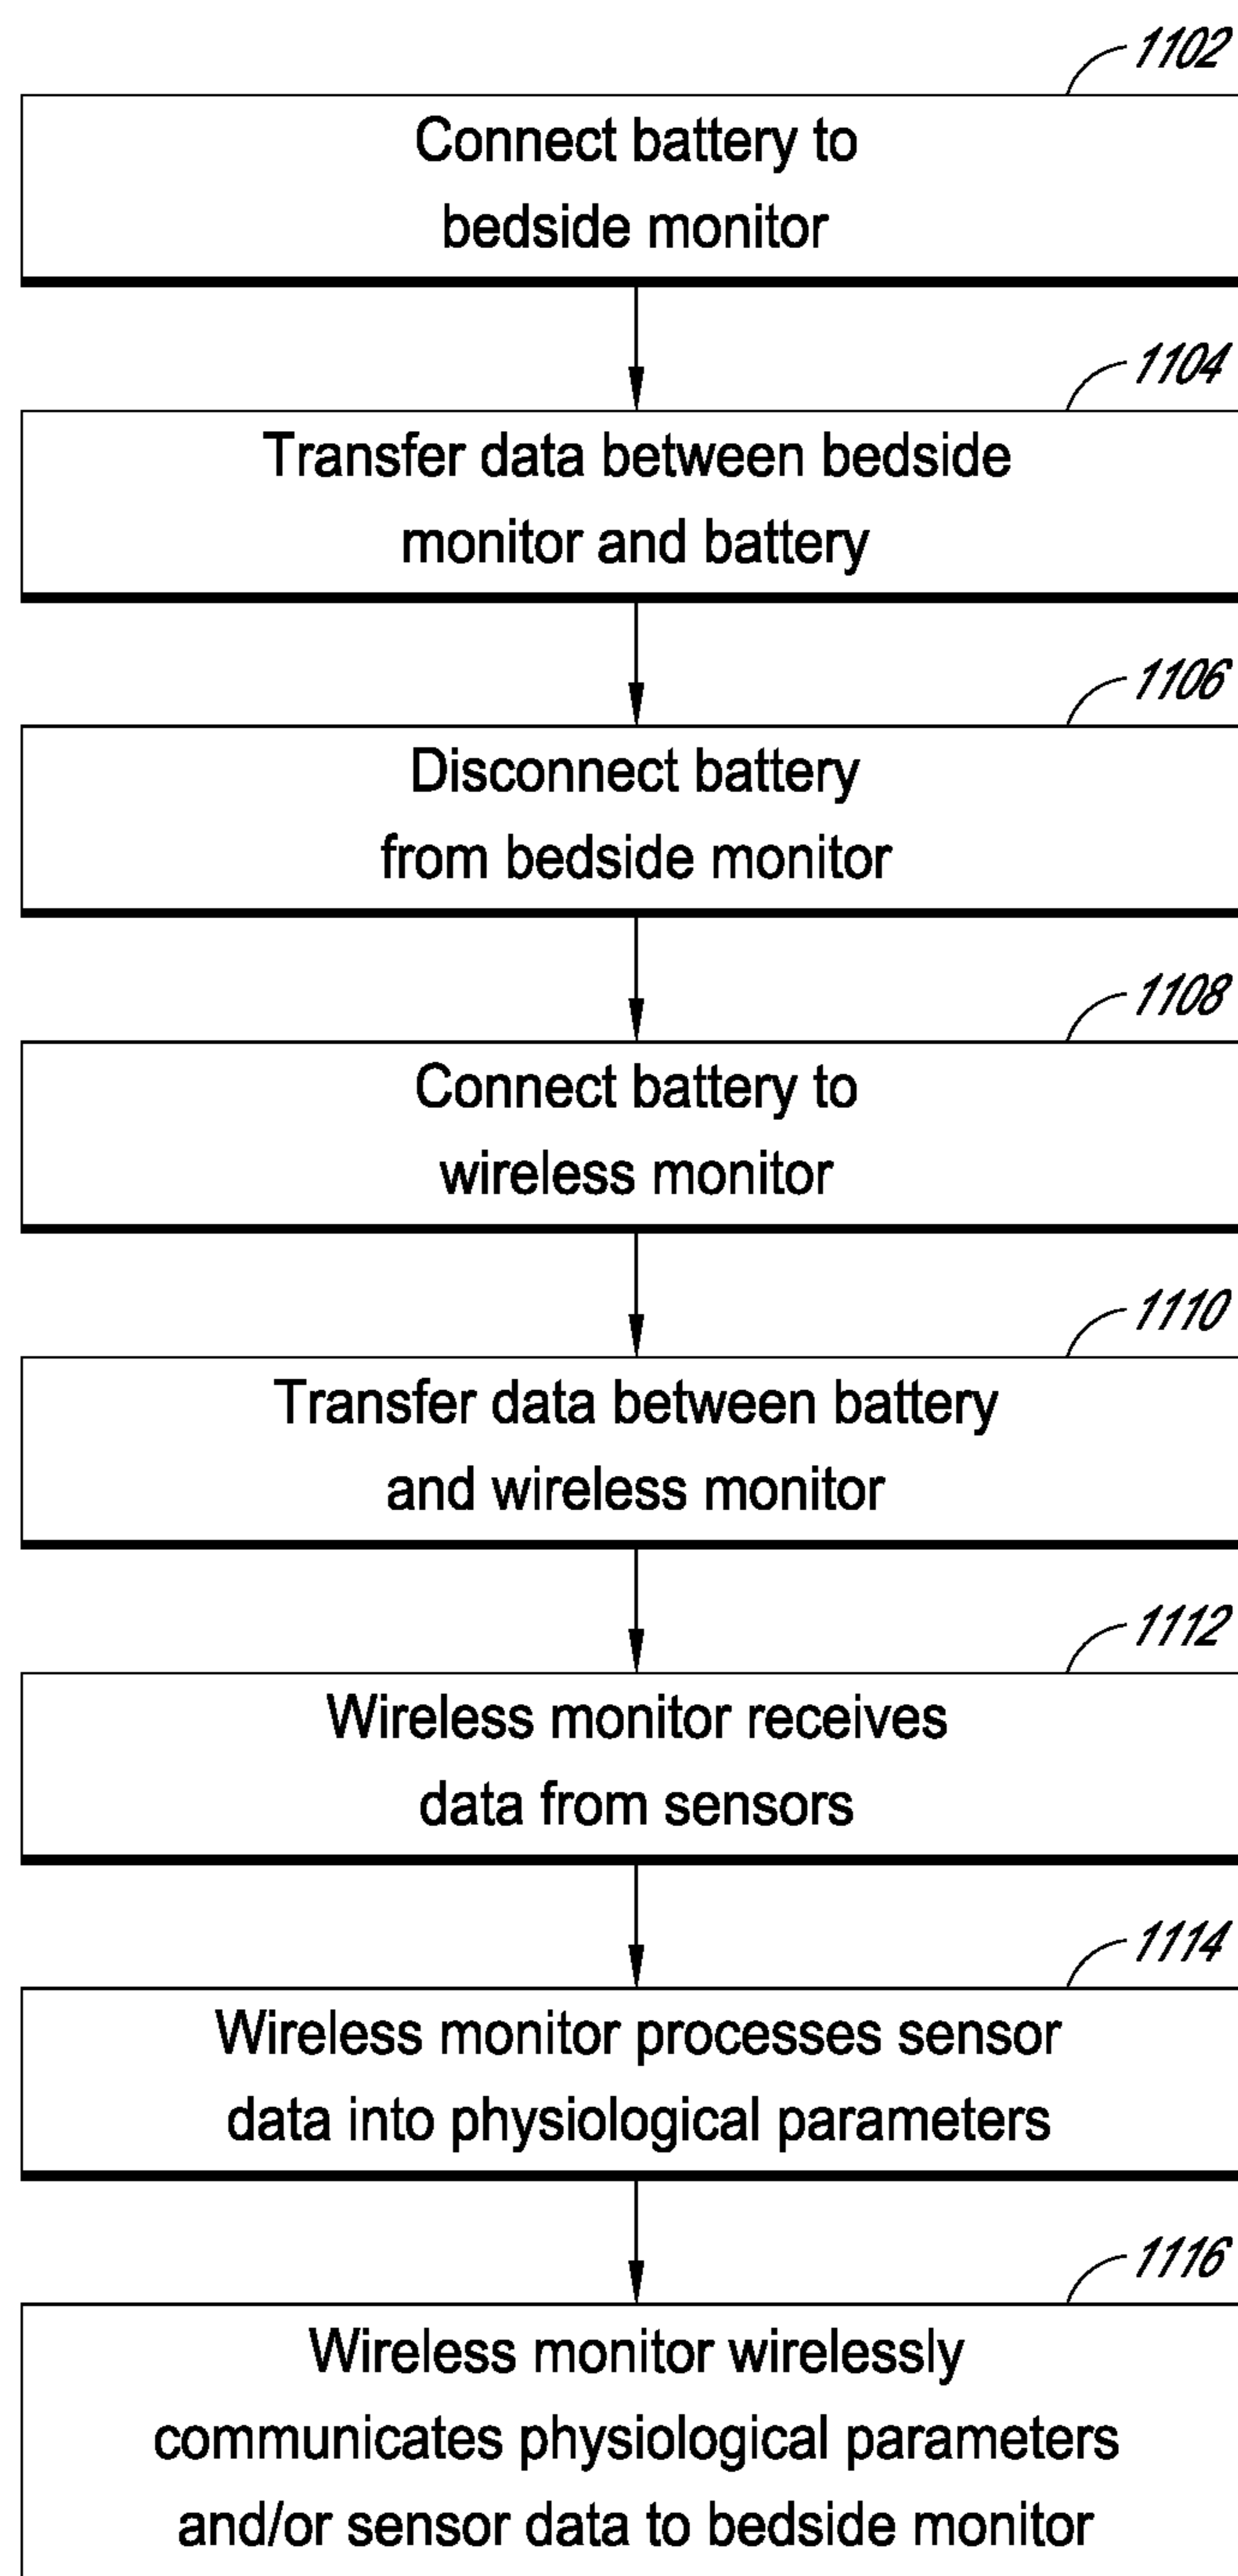 1102
Connect battery to
bedside monitor
1104
Transfer data between bedside
monitor and battery
1106
Disconnect battery
from bedside monitor
1108
Connect battery to
wireless monitor
1110
Transfer data between battery
and wireless monitor
1112
Wireless monitor receives
data from sensors
1114
Wireless monitor processes sensor
data into physiological parameters
1116
Wireless monitor wirelessly
communicates physiological parameters
and/or sensor data to bedside monitor